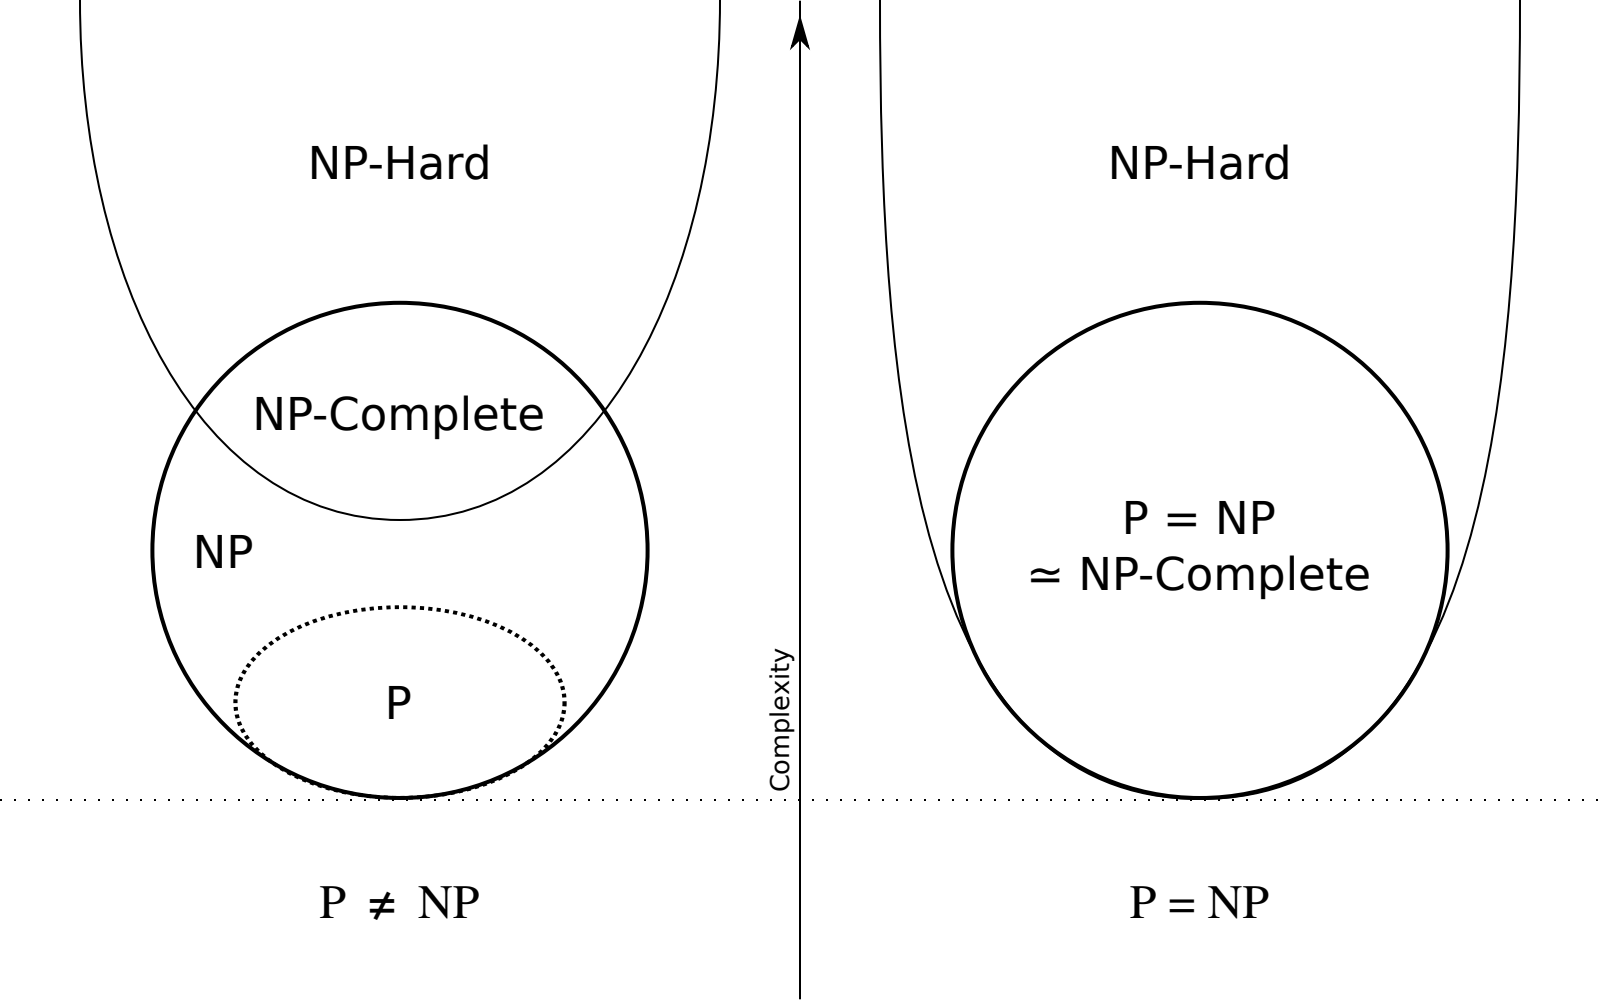 NP-Hard
NP-Complete
NP
P
P ≠ NP
Complexity
NP-Hard
P = NP
≃ NP-Complete
P = NP